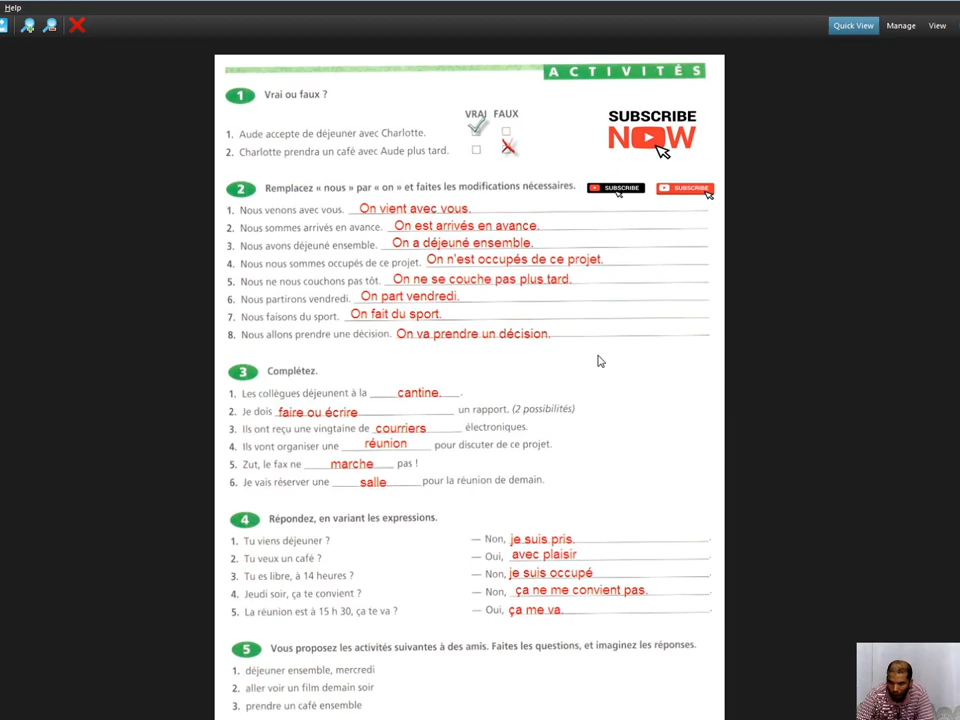 Help
Quick View Manage View
ACTIVITÉS
1 Vrai ou faux ?
VRAI FAUX
1. Aude accepte de déjeuner avec Charlotte.
2. Charlotte prendra un café avec Aude plus tard.
SUBSCRIBE
NOW
2 Remplacez « nous » par « on » et faites les modifications nécessaires.
SUBSCRIBE
SUBSCRIBE
1. Nous venons avec vous. On vient avec vous.
2. Nous sommes arrivés en avance. On est arrivés en avance.
3. Nous avons déjeuné ensemble. On a déjeuné ensemble.
4. Nous nous sommes occupés de ce projet. On n'est occupés de ce projet.
5. Nous ne nous couchons pas tôt. On ne se couche pas plus tard.
6. Nous partirons vendredi. On part vendredi.
7. Nous faisons du sport. On fait du sport.
8. Nous allons prendre une décision. On va prendre un décision.
3 Complétez.
1. Les collègues déjeunent à la cantine. .
2. Je dois faire ou écrire un rapport. (2 possibilités)
3. Ils ont reçu une vingtaine de courriers électroniques.
4. Ils vont organiser une réunion pour discuter de ce projet.
5. Zut, le fax ne marche pas !
6. Je vais réserver une salle pour la réunion de demain.
4 Répondez, en variant les expressions.
1. Tu viens déjeuner ? — Non, je suis pris. .
2. Tu veux un café ? — Oui, avec plaisir .
3. Tu es libre, à 14 heures ? — Non, je suis occupé .
4. Jeudi soir, ça te convient ? — Non, ça ne me convient pas. .
5. La réunion est à 15 h 30, ça te va ? — Oui, ça me va. .
5 Vous proposez les activités suivantes à des amis. Faites les questions, et imaginez les réponses.
1. déjeuner ensemble, mercredi
2. aller voir un film demain soir
3. prendre un café ensemble